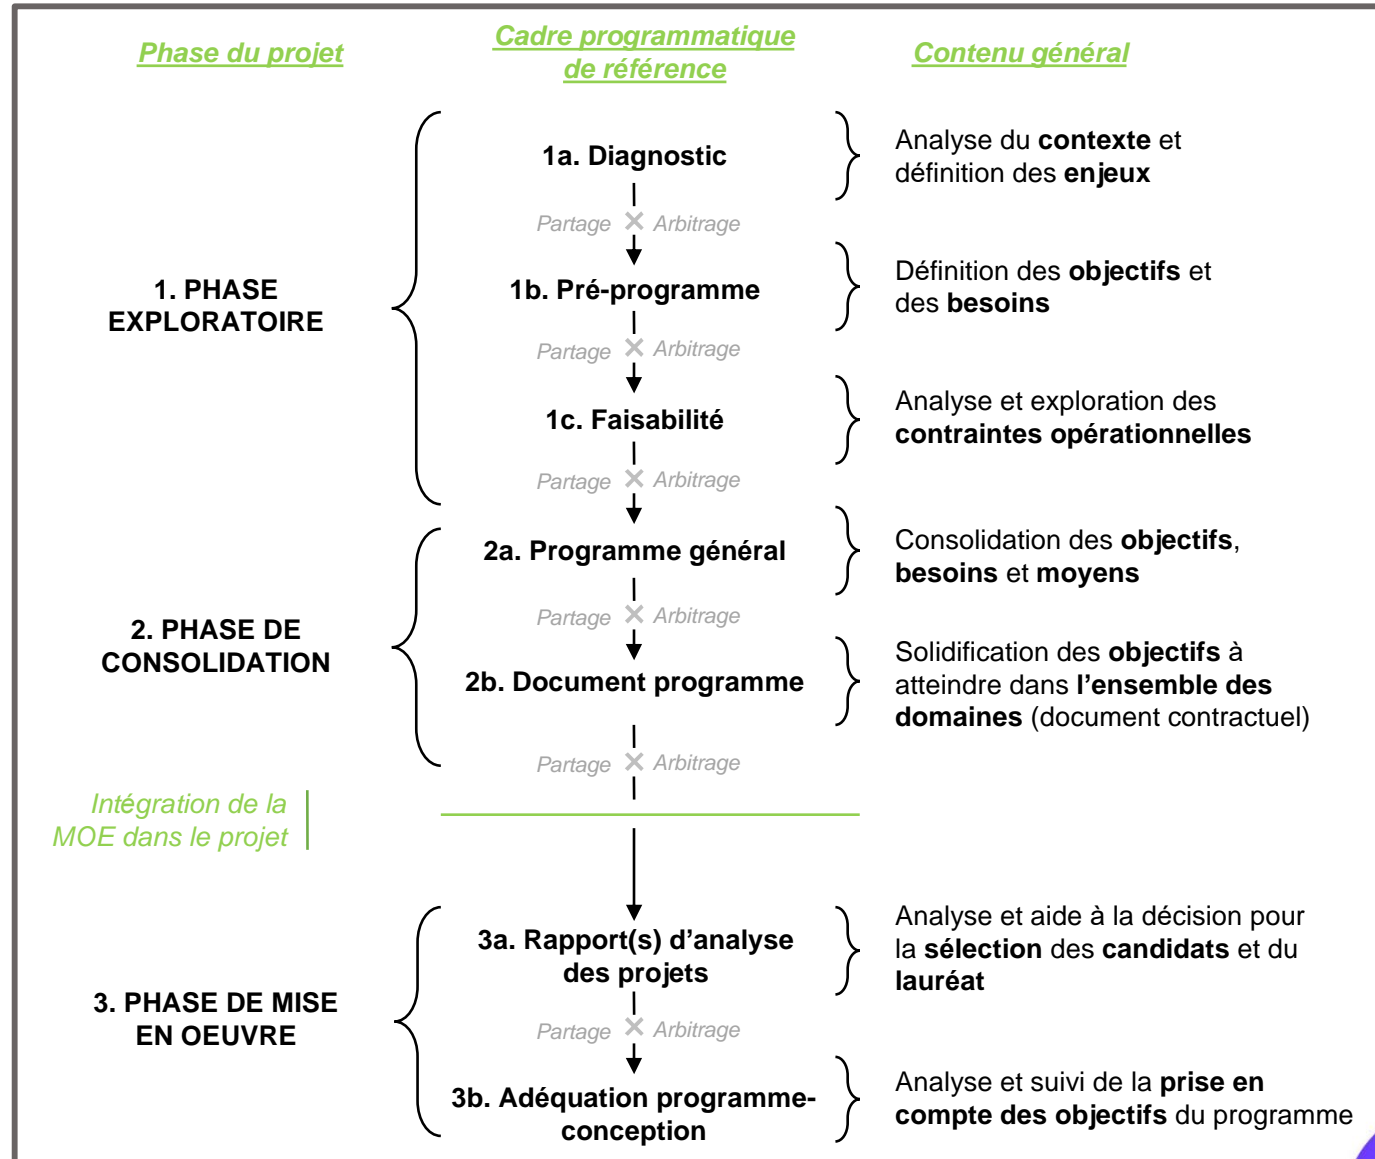 Phase du projet
Cadre programmatique
de référence
Contenu général
1. PHASE
EXPLORATOIRE
1a. Diagnostic
Analyse du contexte et
définition des enjeux
Partage Arbitrage
1b. Pré-programme
Définition des objectifs et
des besoins
Partage Arbitrage
1c. Faisabilité
Analyse et exploration des
contraintes opérationnelles
Partage Arbitrage
2. PHASE DE
CONSOLIDATION
2a. Programme général
Consolidation des objectifs,
besoins et moyens
Partage Arbitrage
2b. Document programme
Solidification des objectifs à
atteindre dans l’ensemble des
domaines (document contractuel)
Partage Arbitrage
Intégration de la
MOE dans le projet
3. PHASE DE MISE
EN OEUVRE
3a. Rapport(s) d’analyse
des projets
Analyse et aide à la décision pour
la sélection des candidats et du
lauréat
Partage Arbitrage
3b. Adéquation programme-
conception
Analyse et suivi de la prise en
compte des objectifs du programme